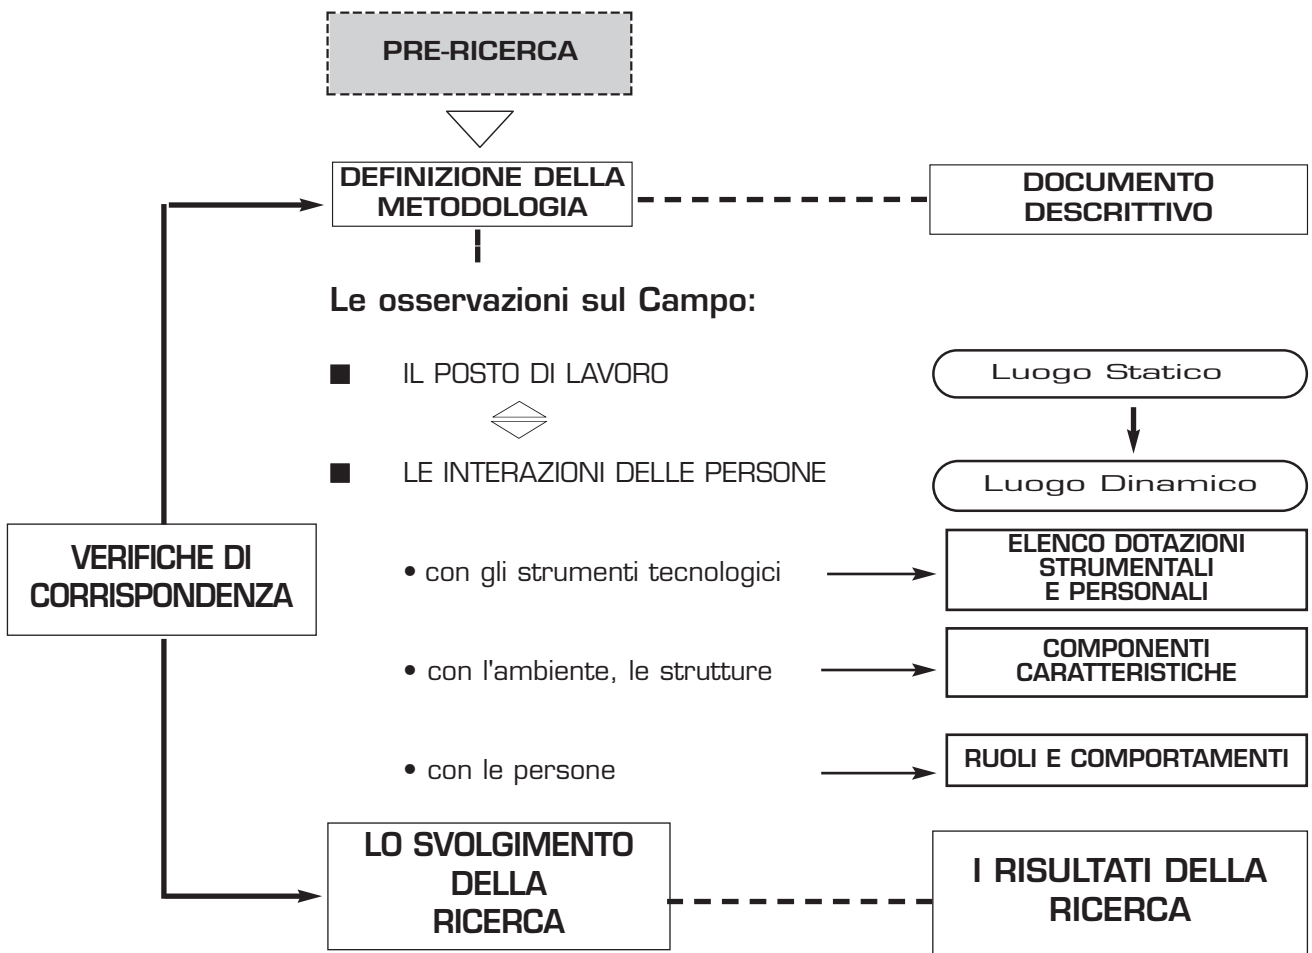 PRE-RICERCA
DEFINIZIONE DELLA
METODOLOGIA
DOCUMENTO
DESCRITTIVO
Le osservazioni sul Campo:
■ IL POSTO DI LAVORO
Luogo Statico
■ LE INTERAZIONI DELLE PERSONE
Luogo Dinamico
VERIFICHE DI
CORRISPONDENZA
• con gli strumenti tecnologici
ELENCO DOTAZIONI
STRUMENTALI
E PERSONALI
• con l'ambiente, le strutture
COMPONENTI
CARATTERISTICHE
• con le persone
RUOLI E COMPORTAMENTI
LO SVOLGIMENTO
DELLA
RICERCA
I RISULTATI DELLA
RICERCA